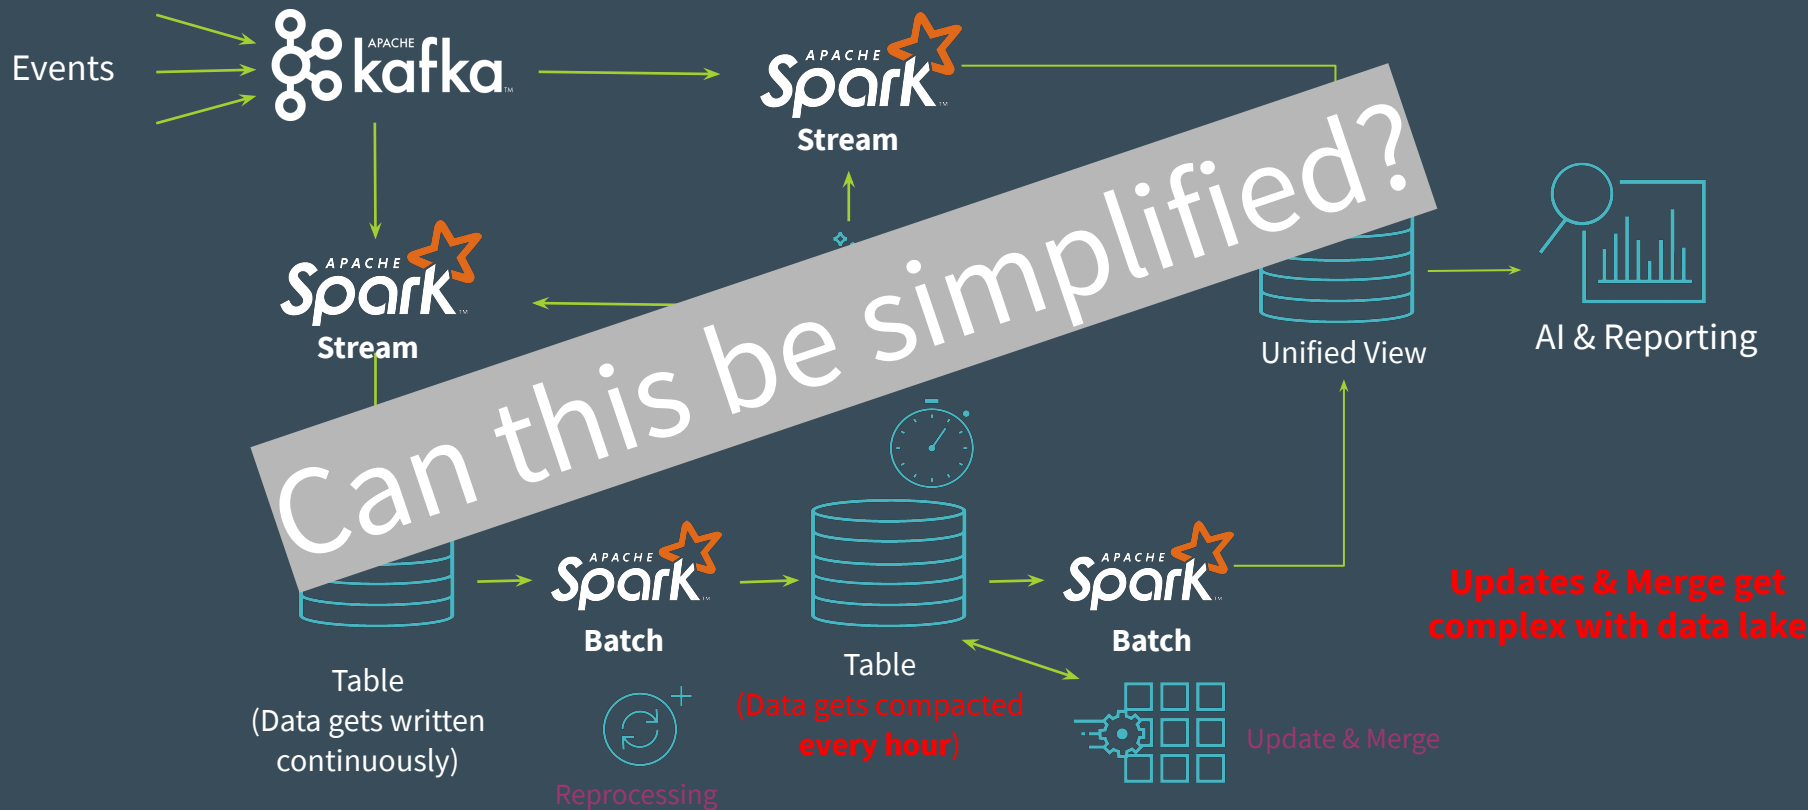 Events
APACHE
kafka
APACHE
Spark
Stream
APACHE
Spark
Stream
Can this be simplified?
Unified View
AI & Reporting
APACHE
Spark
Batch
APACHE
Spark
Batch
Updates & Merge get
complex with data lake
Table
(Data gets written
continuously)
Table
(Data gets compacted
every hour)
Reprocessing
Update & Merge